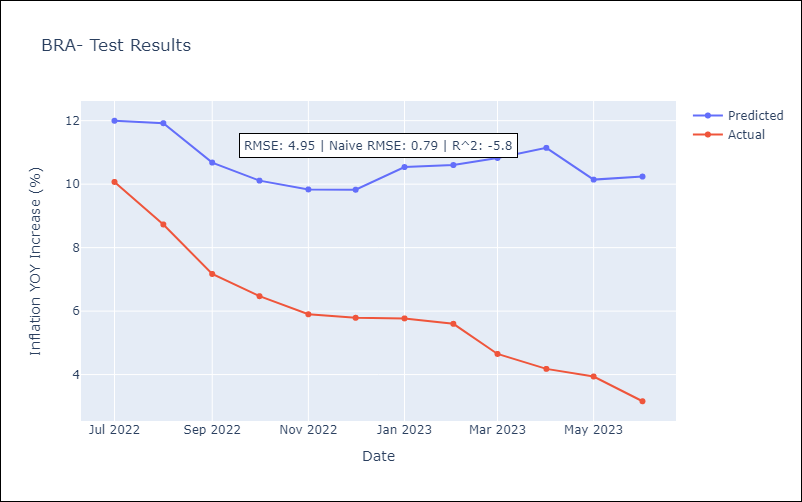 BRA- Test Results
Predicted
Actual
RMSE: 4.95 | Naive RMSE: 0.79 | R^2: -5.8
Inflation YOY Increase (%)
12
10
8
6
4
Jul 2022
Sep 2022
Nov 2022
Jan 2023
Mar 2023
May 2023
Date